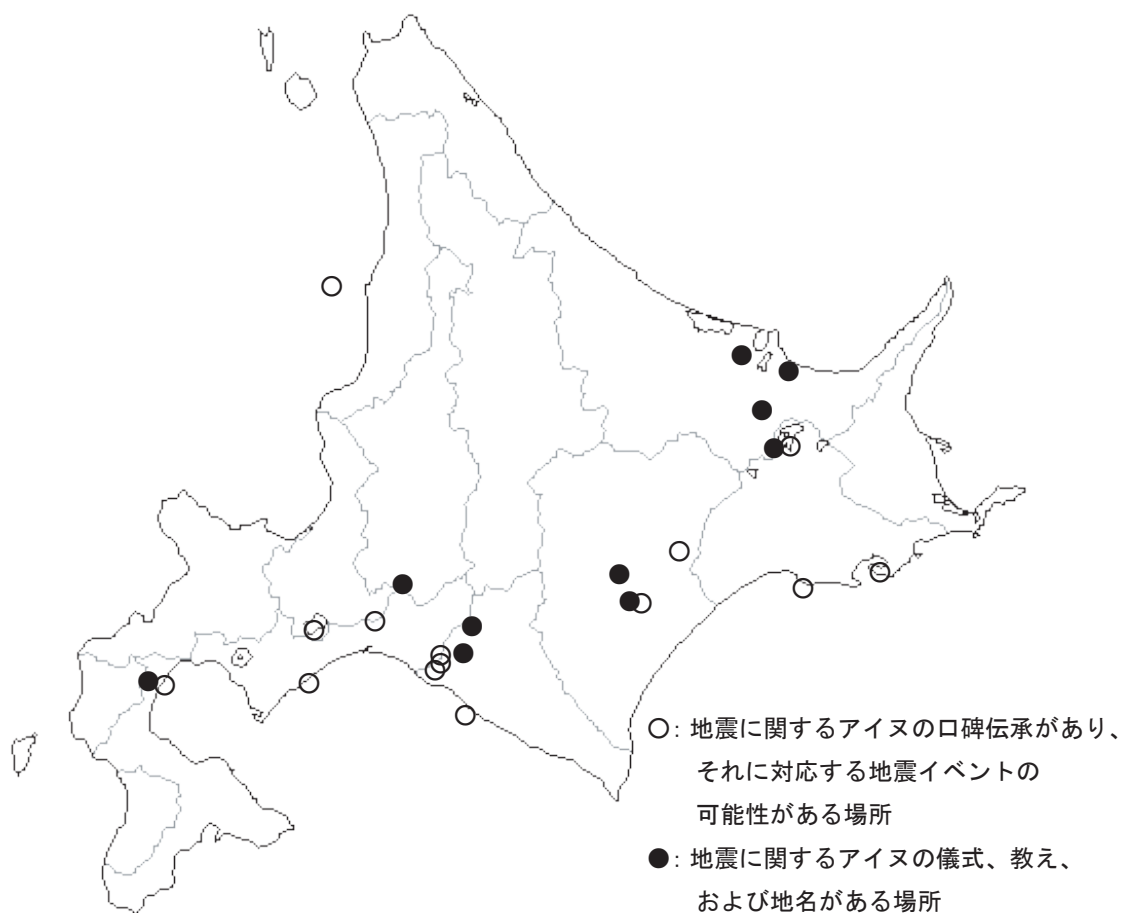 ○：地震に関するアイヌの口碑伝承があり、
それに対応する地震イベントの
可能性がある場所
●：地震に関するアイヌの儀式、教え、
および地名がある場所